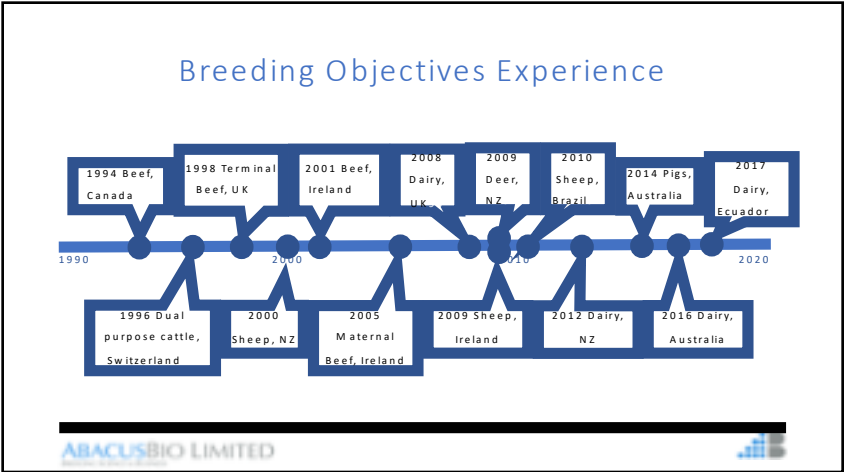 Breeding Objectives Experience
1994 Beef,
Canada
1998 Terminal
Beef, UK
2001 Beef,
Ireland
2008
Dairy,
UK
2009
Deer,
NZ
2010
Sheep,
Brazil
2014 Pigs,
Australia
2017
Dairy,
Ecuador
1990
2000
2020
1996 Dual
purpose cattle,
Switzerland
2000
Sheep, NZ
2005
Maternal
Beef, Ireland
2009 Sheep,
Ireland
2012 Dairy,
NZ
2016 Dairy,
Australia
ABACUSBIO LIMITED